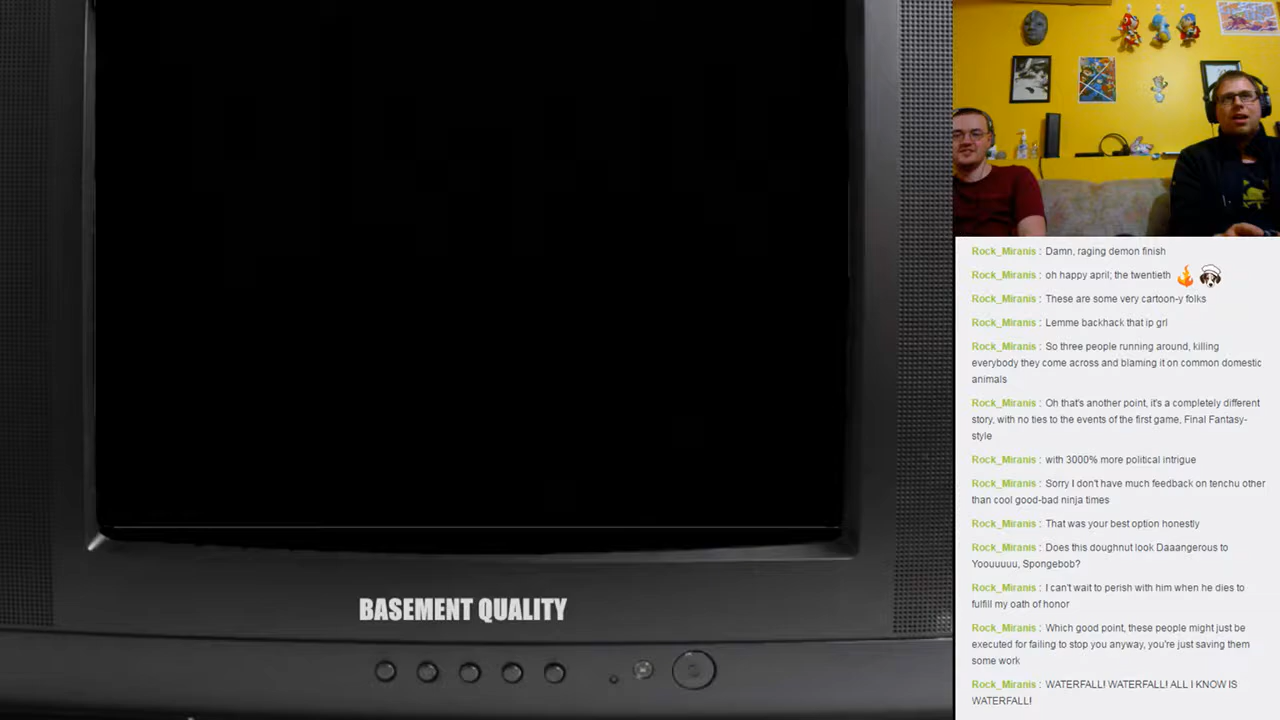 BASEMENT QUALITY
Rock_Miranis : Damn, raging demon finish
Rock_Miranis : oh happy april; the twentieth
Rock_Miranis : These are some very cartoon-y folks
Rock_Miranis : Lemme backhack that ip grl
Rock_Miranis : So three people running around, killing
everybody they come across and blaming it on common domestic
animals
Rock_Miranis : Oh that's another point, it's a completely different
story, with no ties to the events of the first game, Final Fantasy-
style
Rock_Miranis : with 3000% more political intrigue
Rock_Miranis : Sorry I don't have much feedback on tenchu other
than cool good-bad ninja times
Rock_Miranis : That was your best option honestly
Rock_Miranis : Does this doughnut look Daaangerous to
Yoouuuuu, Spongebob?
Rock_Miranis : I can't wait to perish with him when he dies to
fulfill my oath of honor
Rock_Miranis : Which good point, these people might just be
executed for failing to stop you anyway, you're just saving them
some work
Rock_Miranis : WATERFALL! WATERFALL! ALL I KNOW IS
WATERFALL!